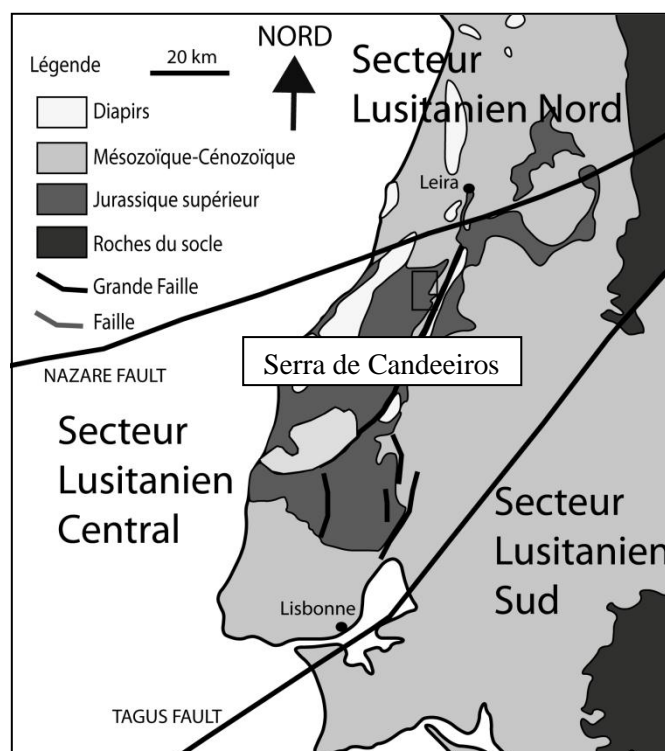 Légende
20 km
NORD
Diapirs
Mésozoïque-Cénozoïque
Jurassique supérieur
Roches du socle
Grande Faille
Faille
Secteur
Lusitanien Nord
Leira
NAZARE FAULT
Serra de Candeeiros
Secteur
Lusitanien
Central
Secteur
Lusitanien
Sud
Lisbonne
TAGUS FAULT